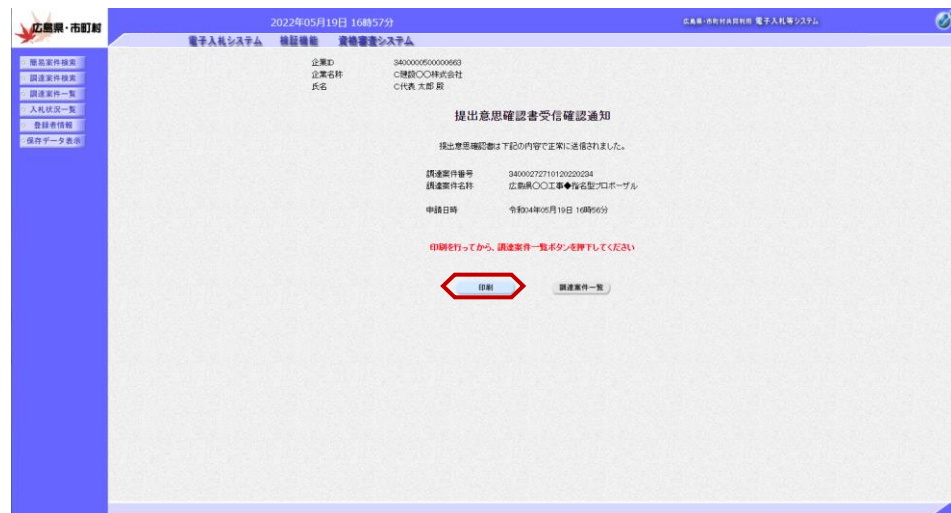 広島県・市町村
2022年05月19日 16時57分
広島県・市町村共同利用 電子入札等システム
電子入札システム 検証機能 資格審査システム
簡易案件検索
調達案件検索
調達案件一覧
入札状況一覧
登録者情報
保存データ表示
企業ID 3400000500000663
企業名称 C建設〇〇株式会社
氏名 C代表 太郎 殿
提出意思確認書受信確認通知
提出意思確認書は下記の内容で正常に送信されました。
調達案件番号 34000272710120220234
調達案件名称 広島県〇〇工事◆指名型プロポーザル
申請日時 令和04年05月19日 16時56分
印刷を行ってから、調達案件一覧ボタンを押下してください
印刷 調達案件一覧